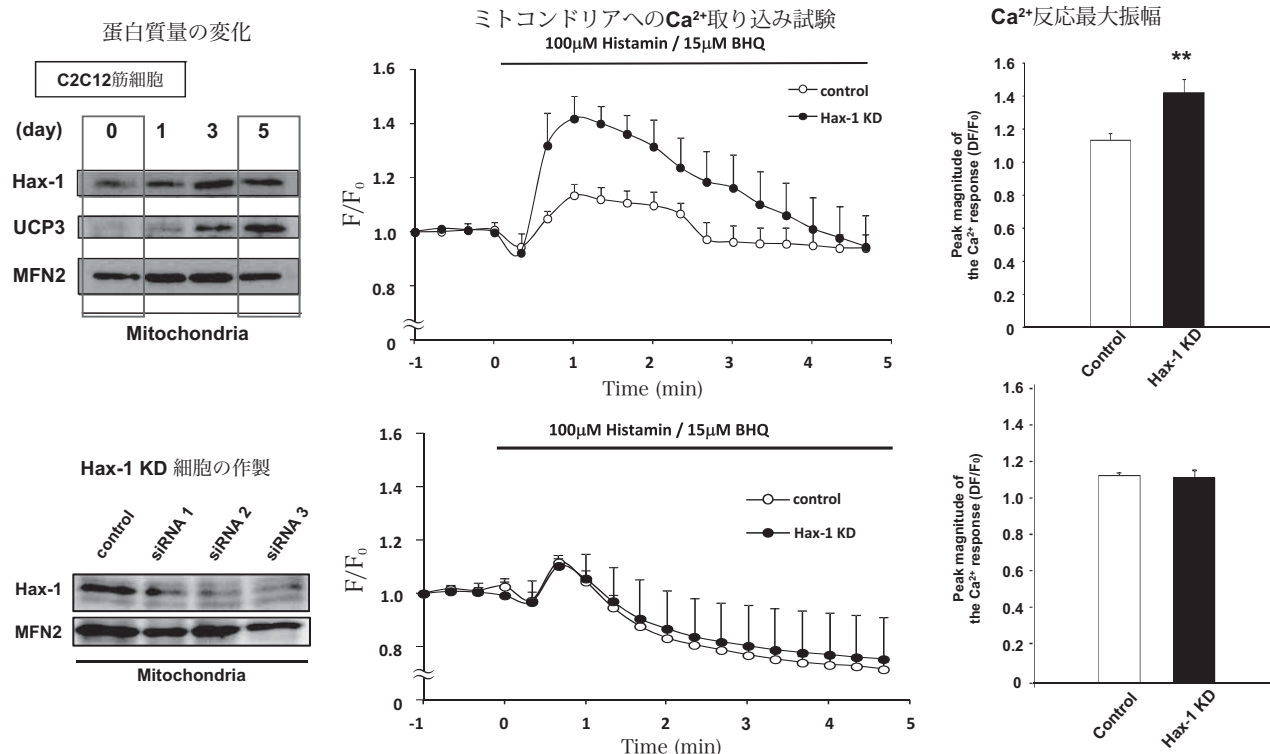 蛋白質量の変化
C2C12筋細胞
(day) 0 1 3 5
Hax-1
UCP3
MFN2
Mitochondria
Hax-1 KD 細胞の作製
control siRNA 1 siRNA 2 siRNA 3
Hax-1
MFN2
Mitochondria
ミトコンドリアへのCa²⁺取り込み試験
100μM Histamin / 15μM BHQ
control
Hax-1 KD
F/F₀
1.6
1.4
1.2
1.0
0.8
0
-1 0 1 2 3 4 5
Time (min)
100μM Histamin / 15μM BHQ
control
Hax-1 KD
F/F₀
1.6
1.4
1.2
1.0
0.8
0
-1 0 1 2 3 4 5
Time (min)
Ca²⁺反応最大振幅
**
Peak magnitude of
the Ca²⁺ response (DF/F₀)
1.6
1.4
1.2
1.0
0.8
0.6
0.4
0.2
0
Control Hax-1 KD
Peak magnitude of
the Ca²⁺ response (DF/F₀)
1.6
1.4
1.2
1.0
0.8
0.6
0.4
0.2
0
Control Hax-1 KD